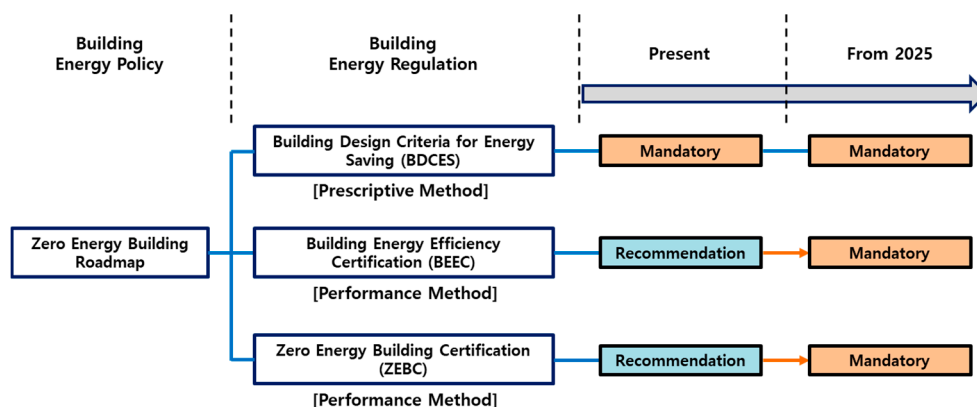 Building
Energy Policy
Building
Energy Regulation
Present
From 2025
Building Design Criteria for Energy
Saving (BDCES)
Mandatory
Mandatory
[Prescriptive Method]
Zero Energy Building
Roadmap
Building Energy Efficiency
Certification (BEEC)
Recommendation
Mandatory
[Performance Method]
Zero Energy Building Certification
(ZEBC)
Recommendation
Mandatory
[Performance Method]